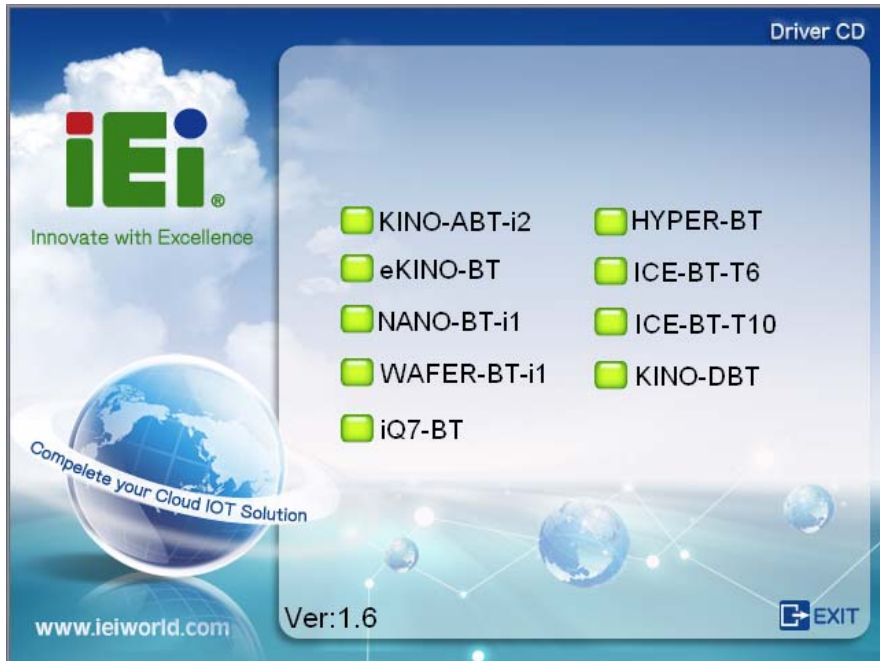 Driver CD
iEi®
Innovate with Excellence
KINO-ABT-i2
eKINO-BT
NANO-BT-i1
WAFER-BT-i1
iQ7-BT
HYPER-BT
ICE-BT-T6
ICE-BT-T10
KINO-DBT
Compelete your Cloud IOT Solution
www.ieiworld.com
Ver:1.6
EXIT